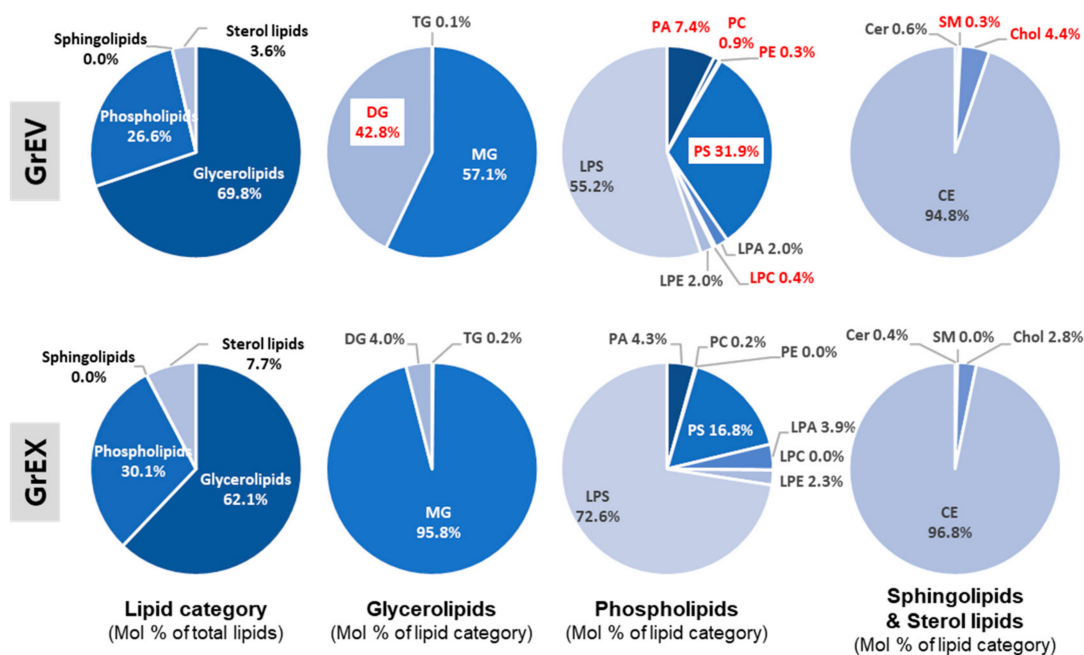 GrEV
Sphingolipids
0.0%
Sterol lipids
3.6%
Phospholipids
26.6%
Glycerolipids
69.8%
TG 0.1%
DG
42.8%
MG
57.1%
PA 7.4%
PC
0.9%
PE 0.3%
PS 31.9%
LPS
55.2%
LPA 2.0%
LPE 2.0%
LPC 0.4%
Cer 0.6%
SM 0.3%
Chol 4.4%
CE
94.8%
GrEX
Sphingolipids
0.0%
Sterol lipids
7.7%
Phospholipids
30.1%
Glycerolipids
62.1%
DG 4.0%
TG 0.2%
MG
95.8%
PA 4.3%
PC 0.2%
PE 0.0%
PS 16.8%
LPA 3.9%
LPC 0.0%
LPE 2.3%
LPS
72.6%
Cer 0.4%
SM 0.0%
Chol 2.8%
CE
96.8%
Lipid category
(Mol % of total lipids)
Glycerolipids
(Mol % of lipid category)
Phospholipids
(Mol % of lipid category)
Sphingolipids
& Sterol lipids
(Mol % of lipid category)